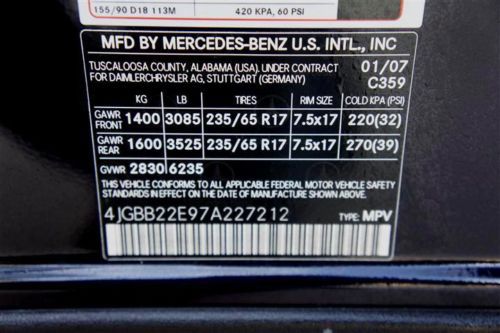 155/90 D18 113M 420 KPA, 60 PSI
MFD BY MERCEDES-BENZ U.S. INTL., INC
TUSCALOOSA COUNTY, ALABAMA (USA). UNDER CONTRACT 01/07
FOR DAIMLERCHRYSLER AG, STUTTGART (GERMANY) C359
KG LB TIRES RIM SIZE COLD KPA (PSI)
GAWR FRONT 1400 3085 235/65 R17 7.5x17 220(32)
GAWR REAR 1600 3525 235/65 R17 7.5x17 270(39)
GVWR 2830 6235
THIS VEHICLE CONFORMS TO ALL APPLICABLE FEDERAL MOTOR VEHICLE SAFETY
STANDARDS IN EFFECT ON THE DATE OF MANUFACTURE SHOWN ABOVE.
4JGBB22E97A227212 TYPE: MPV